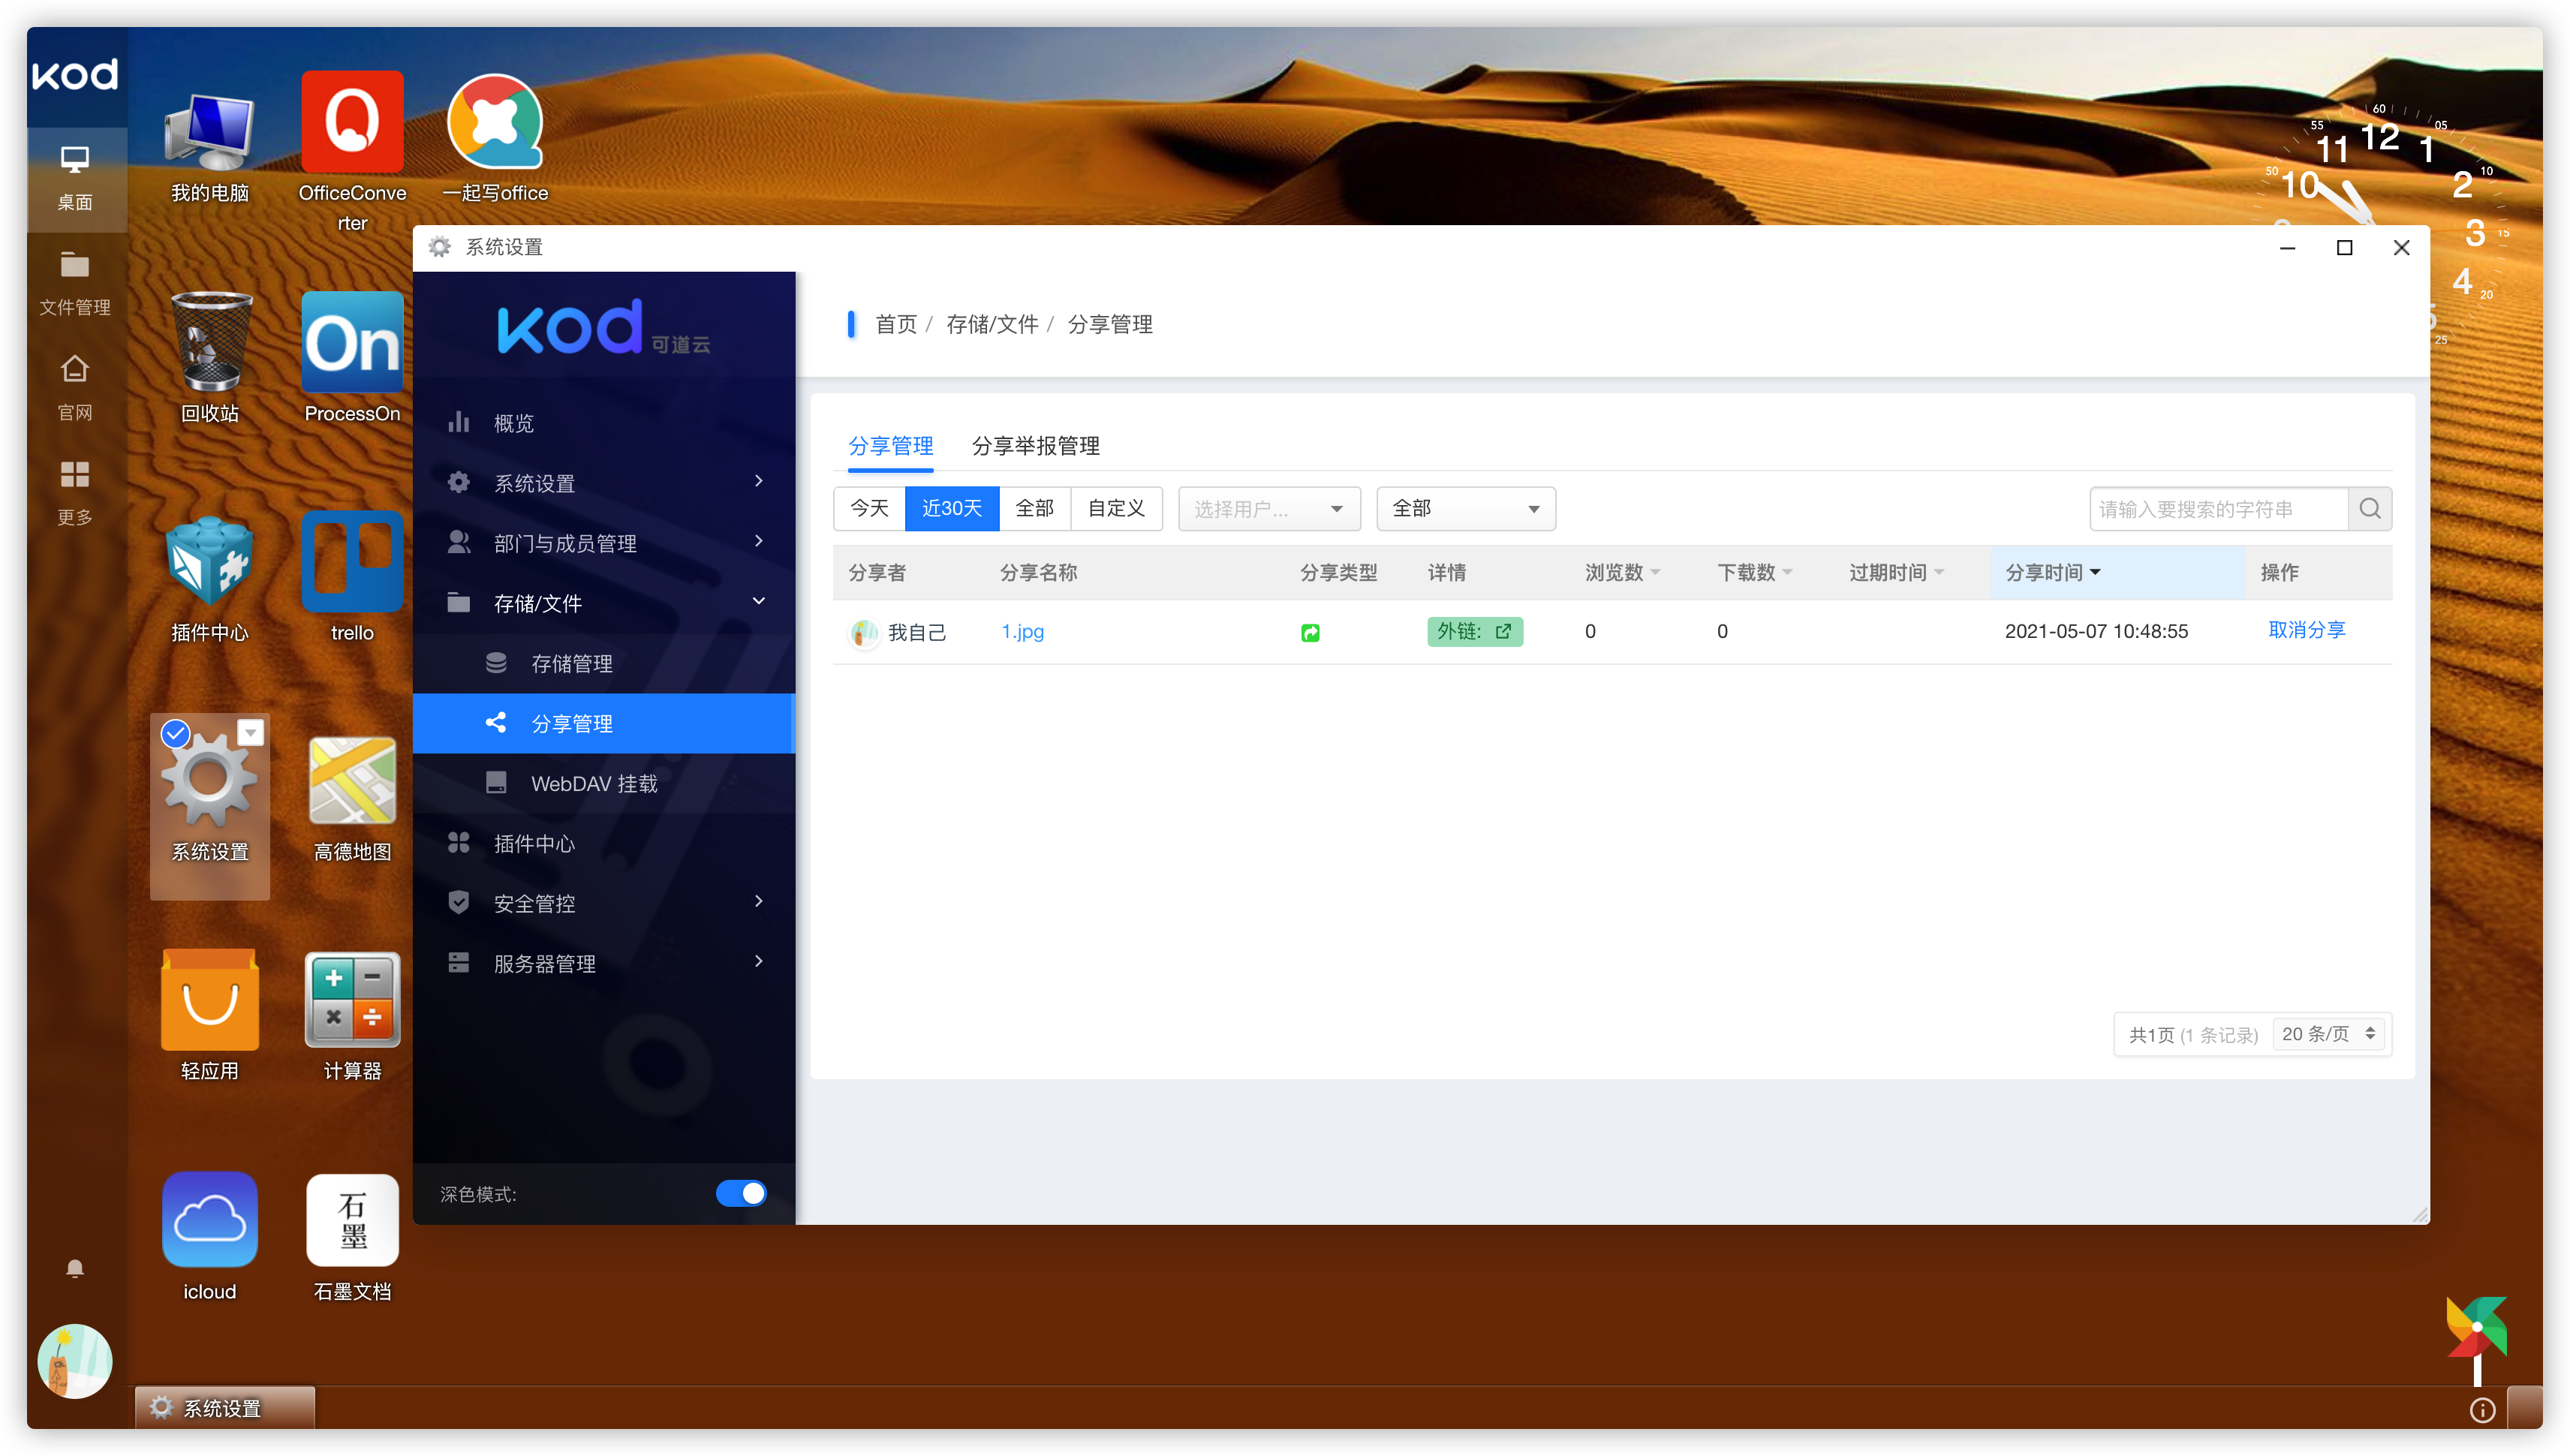 kod
桌面
文件管理
官网
更多
我的电脑
OfficeConve
rter
一起写office
回收站
On
ProcessOn
插件中心
trello
系统设置
高德地图
轻应用
计算器
icloud
石墨
石墨文档
60
05
10
15
20
25
50
55
12
1
2
3
4
10
11
系统设置
kod 可道云
概览
系统设置
部门与成员管理
存储/文件
存储管理
分享管理
WebDAV 挂载
插件中心
安全管控
服务器管理
深色模式:
首页 / 存储/文件 / 分享管理
分享管理 分享举报管理
今天 近30天 全部 自定义 选择用户... 全部 请输入要搜索的字符串
分享者 分享名称 分享类型 详情 浏览数 下载数 过期时间 分享时间 操作
我自己 1.jpg 外链: 0 0 2021-05-07 10:48:55 取消分享
共1页 (1 条记录) 20 条/页
系统设置